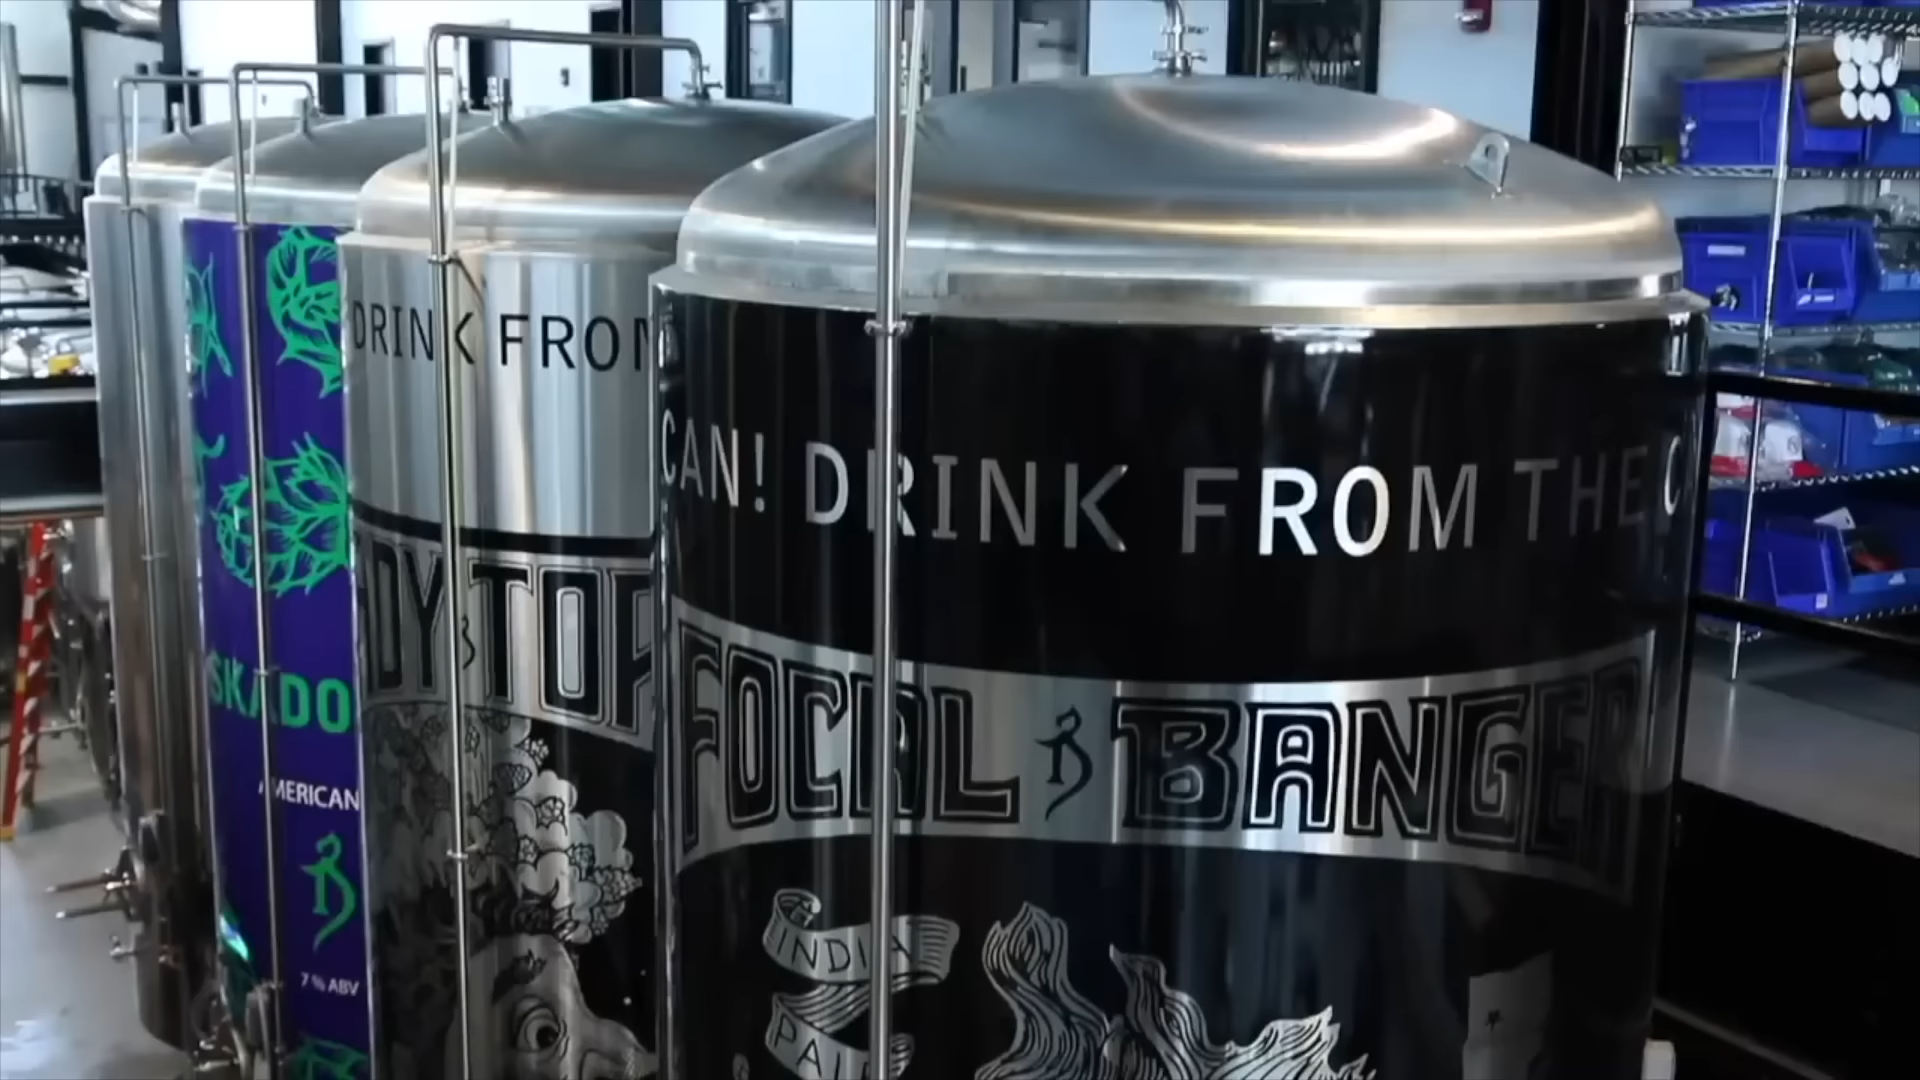 DRINK FROM
CAN! DRINK FROM THE C
DY TOP
FOCAL BANGER
SKADO
AMERICAN
7% ABV
INDIA
PALE